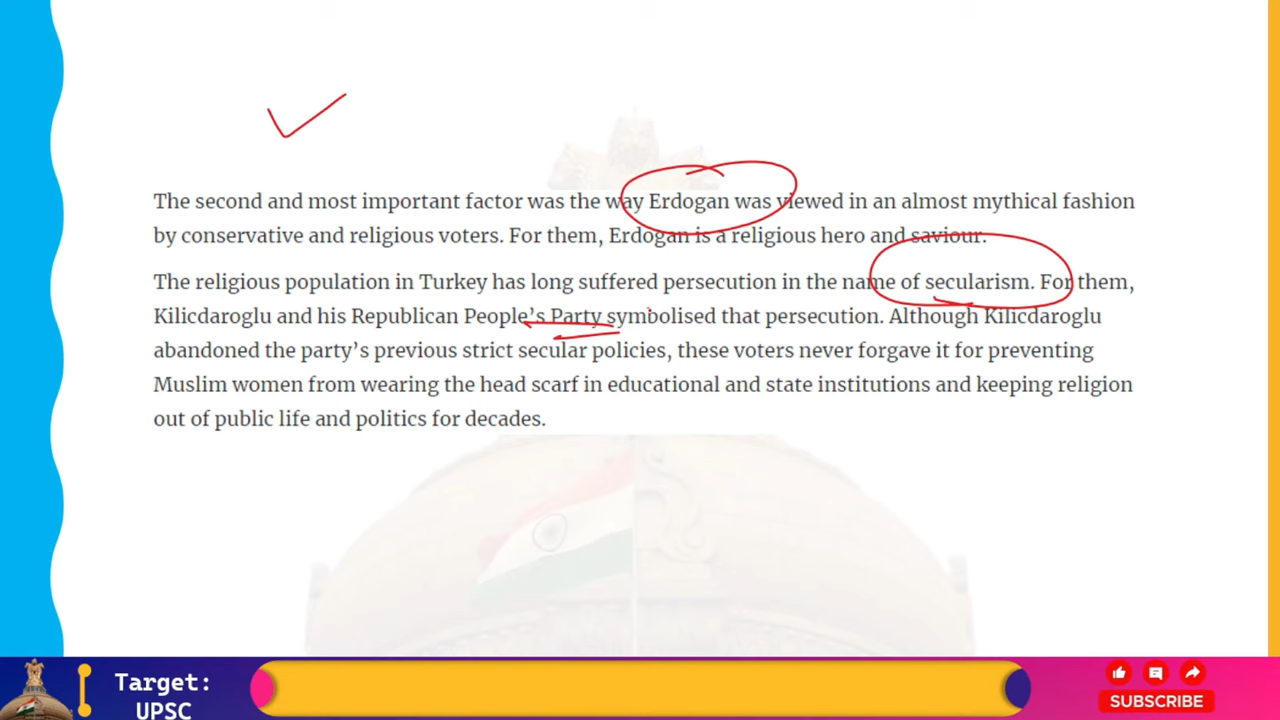 The second and most important factor was the way Erdogan was viewed in an almost mythical fashion
by conservative and religious voters. For them, Erdogan is a religious hero and saviour.
The religious population in Turkey has long suffered persecution in the name of secularism. For them,
Kilicdaroglu and his Republican People’s Party symbolised that persecution. Although Kilicdaroglu
abandoned the party’s previous strict secular policies, these voters never forgave it for preventing
Muslim women from wearing the head scarf in educational and state institutions and keeping religion
out of public life and politics for decades.
Target:
UPSC
SUBSCRIBE